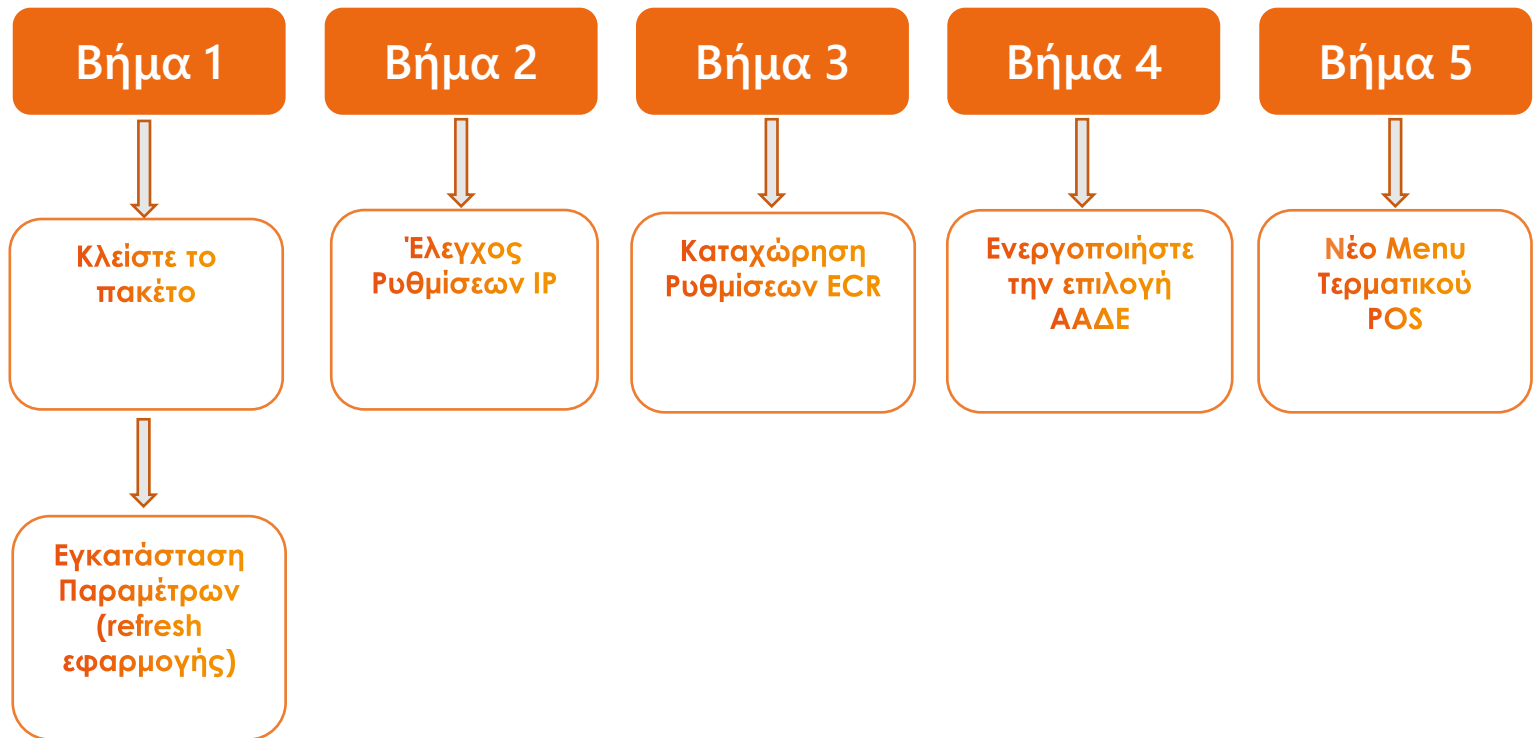 Βήμα 1
Βήμα 2
Βήμα 3
Βήμα 4
Βήμα 5
Κλείστε το
πακέτο
Έλεγχος
Ρυθμίσεων IP
Καταχώρηση
Ρυθμίσεων ECR
Ενεργοποιήστε
την επιλογή
ΑΑΔΕ
Νέο Menu
Τερματικού
POS
Εγκατάσταση
Παραμέτρων
(refresh
εφαρμογής)